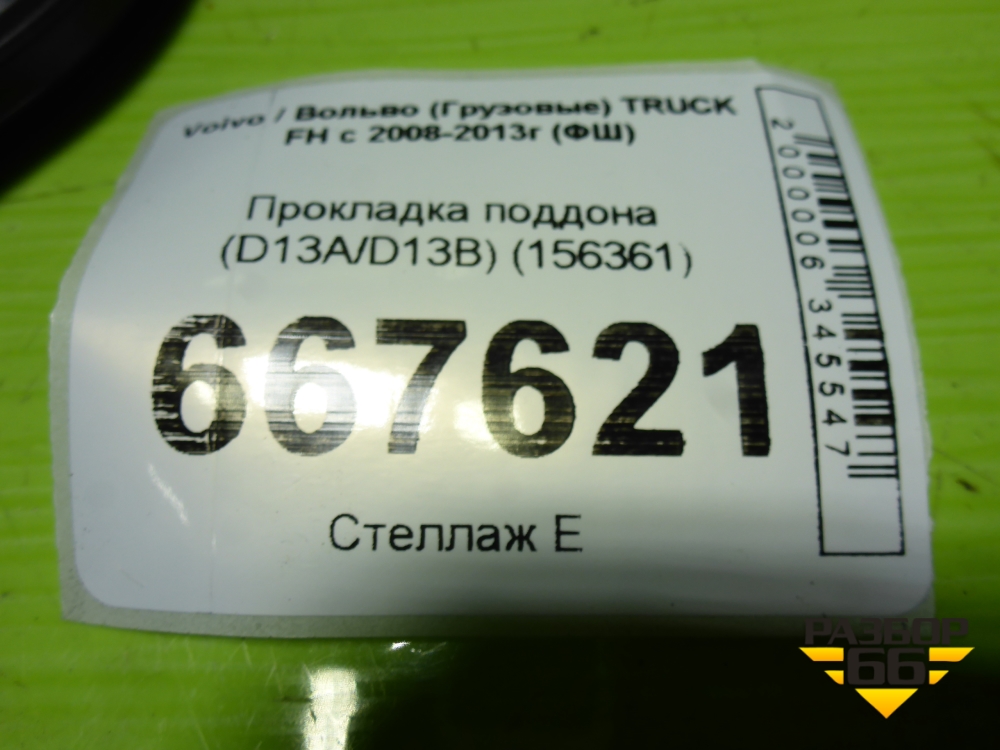 Volvo / Вольво (Грузовые) TRUCK
FH с 2008-2013г (ФШ)
Прокладка поддона
(D13A/D13B) (156361)
667621
Стеллаж Е
2000006345547
РАЗБОР
66